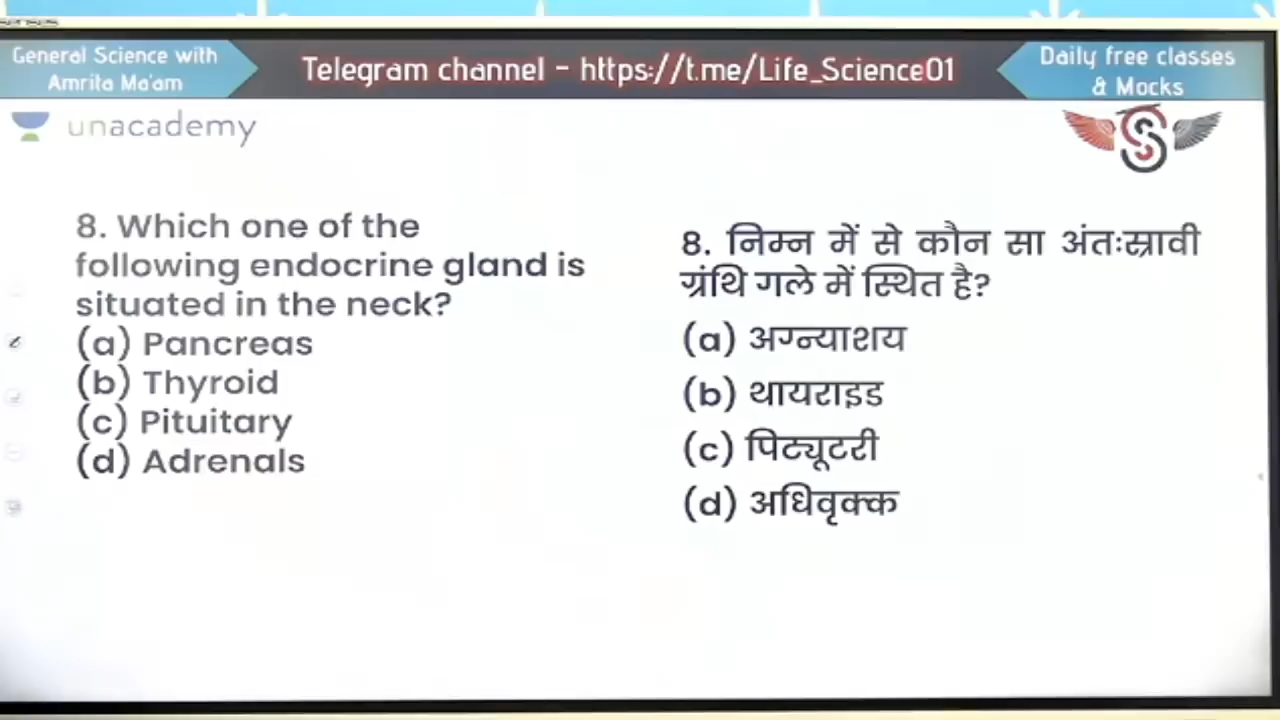 General Science with
Amrita Ma'am
Telegram channel - https://t.me/Life_Science01
Daily free classes
& Mocks
unacademy
8. Which one of the
following endocrine gland is
situated in the neck?
(a) Pancreas
(b) Thyroid
(c) Pituitary
(d) Adrenals
8. निम्न में से कौन सा अंतःस्रावी
ग्रंथि गले में स्थित है?
(a) अग्न्याशय
(b) थायराइड
(c) पिट्यूटरी
(d) अधिवृक्क